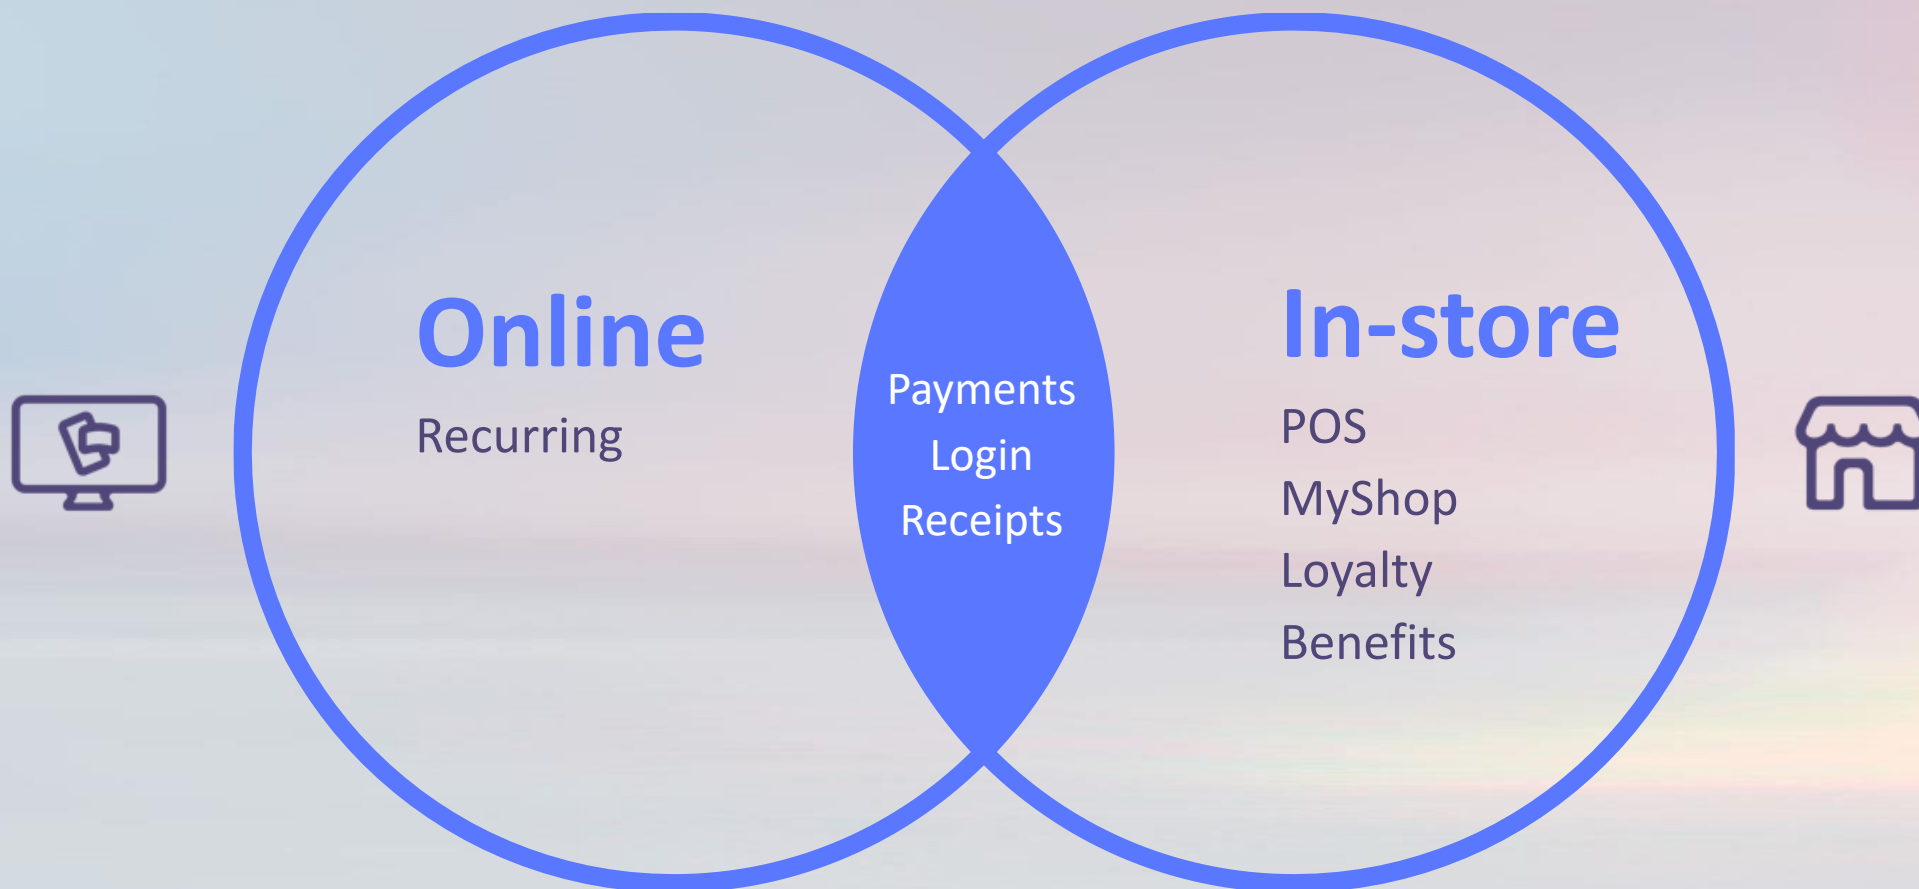 Online
Recurring
Payments
Login
Receipts
In-store
POS
MyShop
Loyalty
Benefits